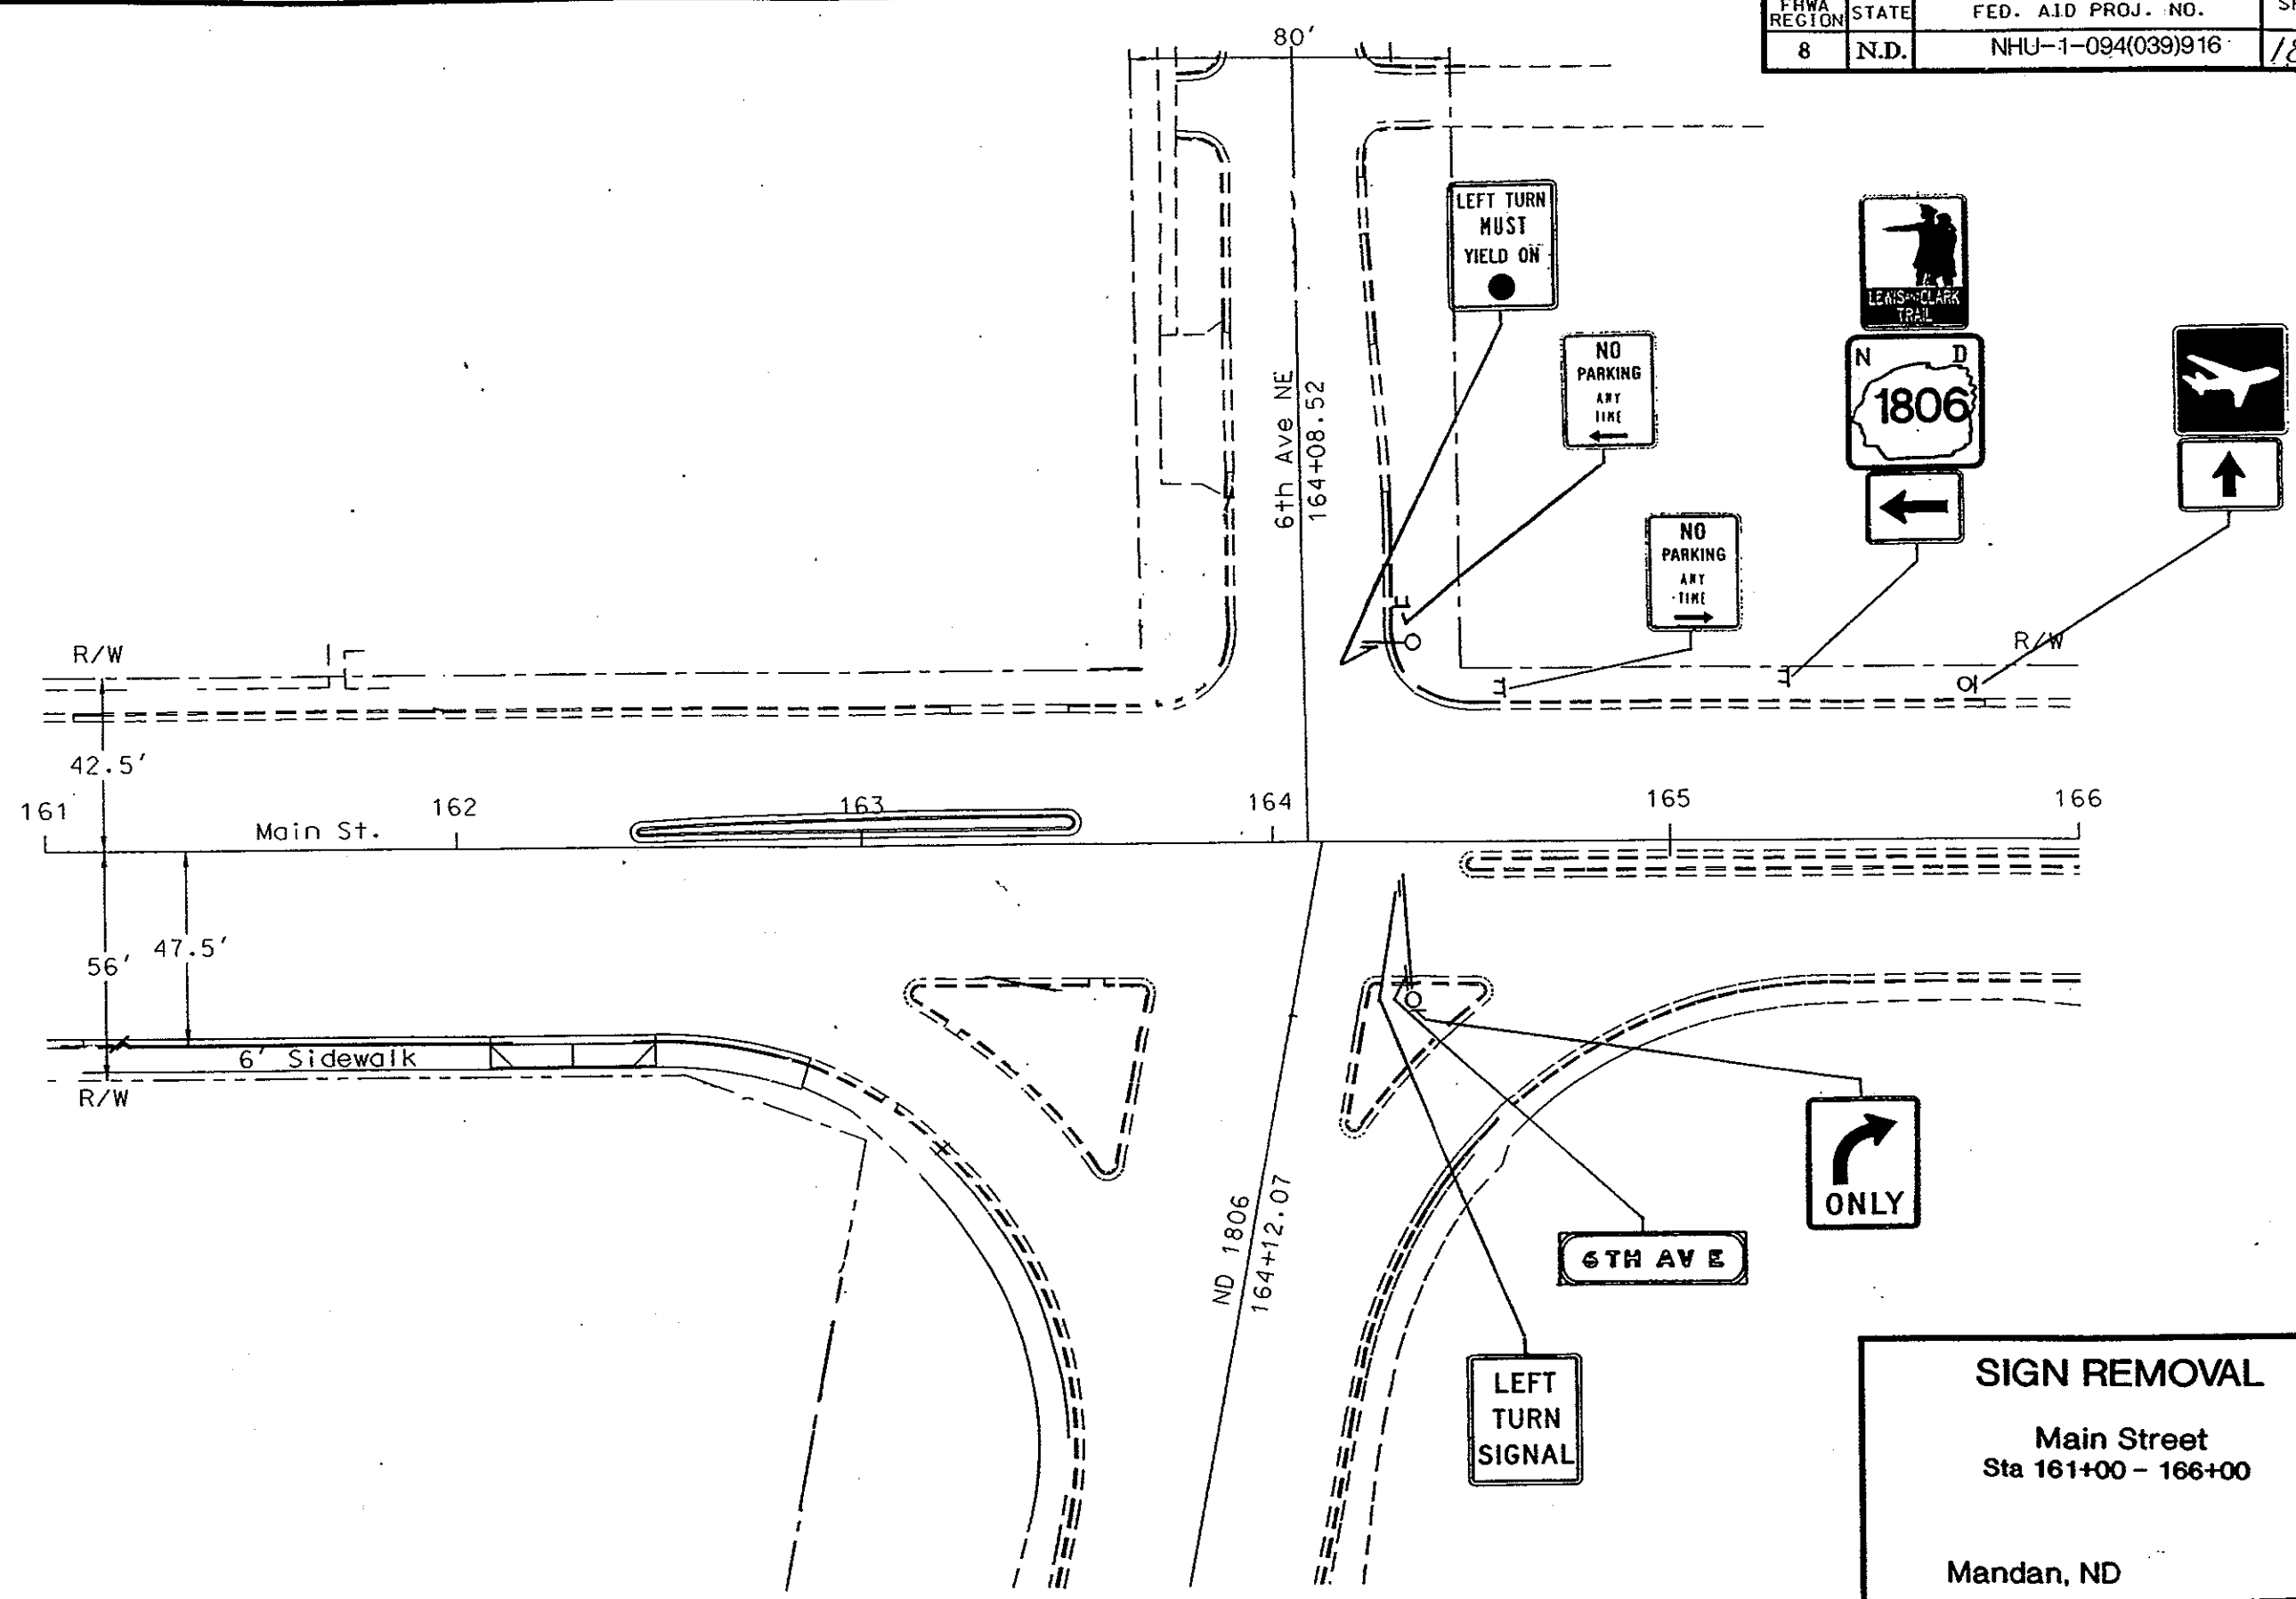 FHWA REGION STATE FED. AID PROJ. NO.
8 N.D. NHU-1-094(039)916
80'
LEFT TURN
MUST
YIELD ON
LEWIS AND CLARK
TRAIL
NO
PARKING
ANY
TIME
N D
1806
6th Ave NE
164+08.52
NO
PARKING
ANY
TIME
R/W
R/W
42.5'
161
162
163
164
165
166
Main St.
47.5'
56'
6' Sidewalk
R/W
ONLY
ND 1806
164+12.07
6TH AV E
LEFT
TURN
SIGNAL
SIGN REMOVAL
Main Street
Sta 161+00 - 166+00
Mandan, ND